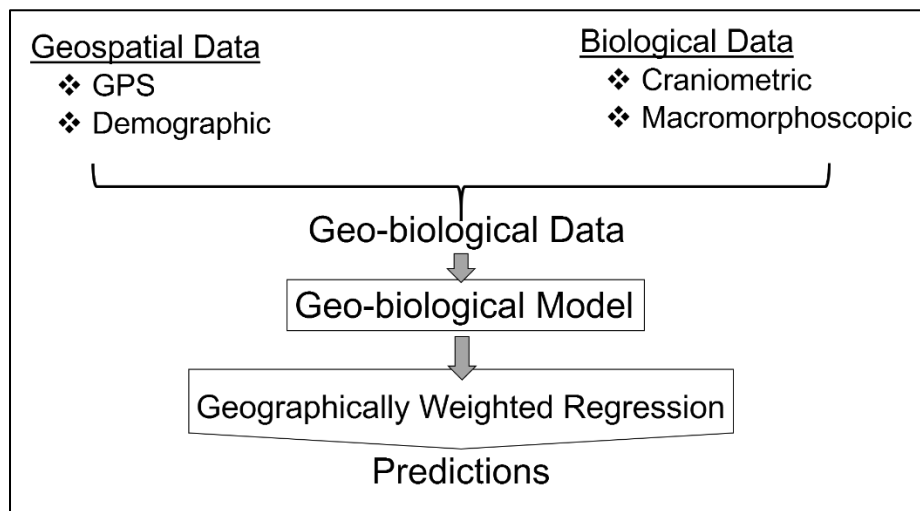 Geospatial Data
❖ GPS
❖ Demographic
Biological Data
❖ Craniometric
❖ Macromorphoscopic
Geo-biological Data
Geo-biological Model
Geographically Weighted Regression
Predictions